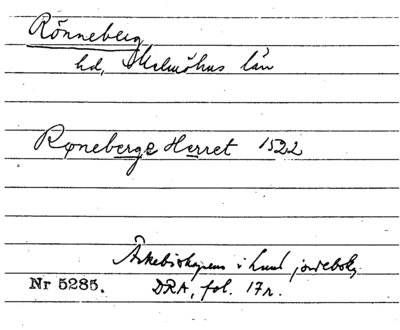 Rönneberg
hd, Malmöhus län
Røneberge Herret 1522
Ärkebiskopens i Lund jordebok,
Nr 5285. DRA, fol. 17r.